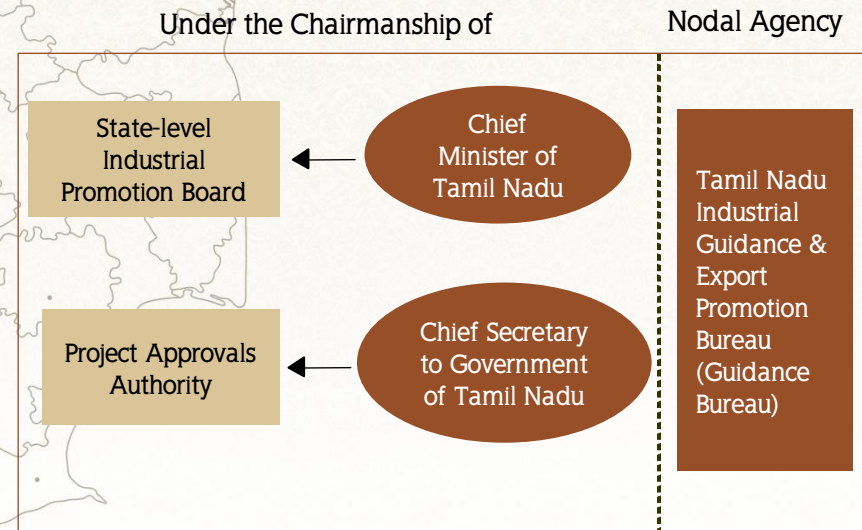 Under the Chairmanship of
Nodal Agency
State-level
Industrial
Promotion Board
Chief
Minister of
Tamil Nadu
Project Approvals
Authority
Chief Secretary
to Government
of Tamil Nadu
Tamil Nadu
Industrial
Guidance &
Export
Promotion
Bureau
(Guidance
Bureau)